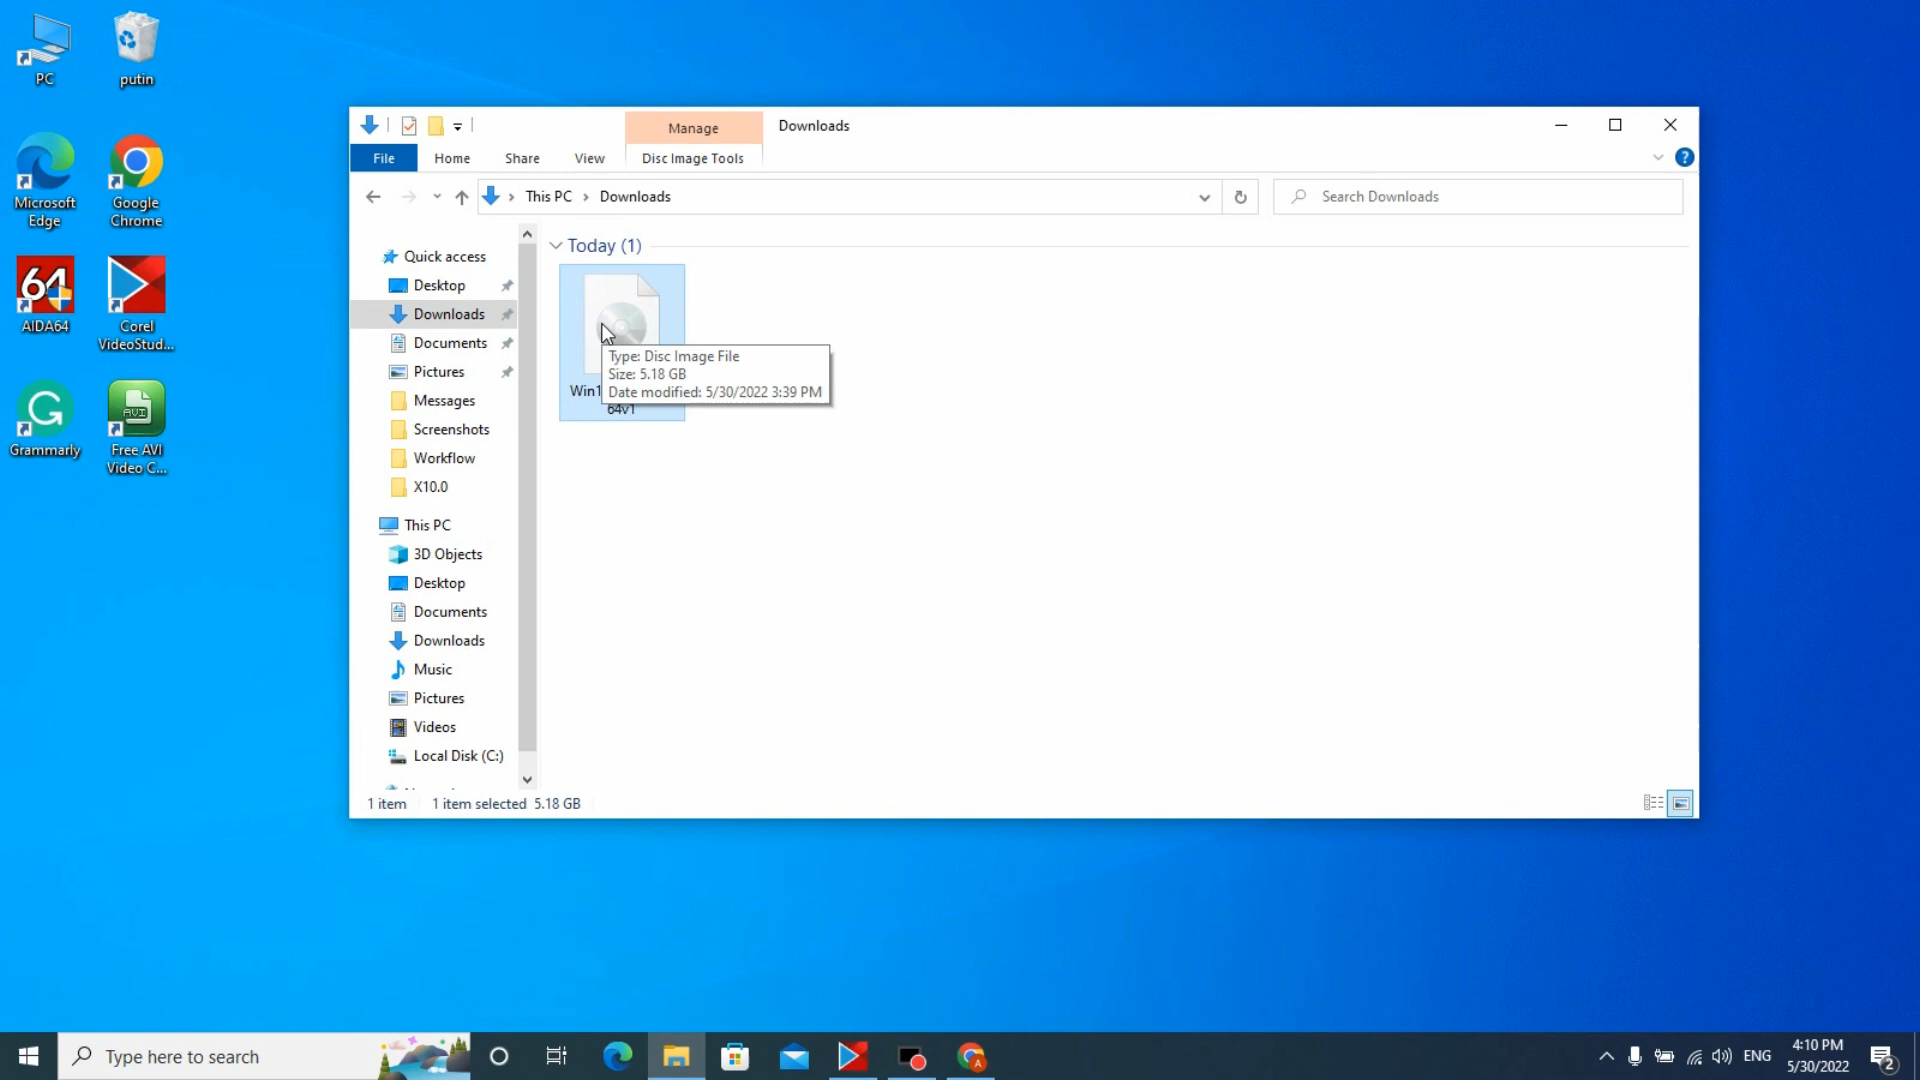 PC
putin
Microsoft
Edge
Google
Chrome
64
AIDA64
Corel
VideoStud...
Grammarly
AVI
Free AVI
Video C...
Manage
Downloads
File
Home
Share
View
Disc Image Tools
?
This PC
Downloads
Search Downloads
Quick access
Desktop
Downloads
Documents
Pictures
Messages
Screenshots
Workflow
X10.0
This PC
3D Objects
Desktop
Documents
Downloads
Music
Pictures
Videos
Local Disk (C:)
Today (1)
Type: Disc Image File
Size: 5.18 GB
Date modified: 5/30/2022 3:39 PM
64v1
1 item
1 item selected 5.18 GB
Type here to search
A
ENG
4:10 PM
5/30/2022
2